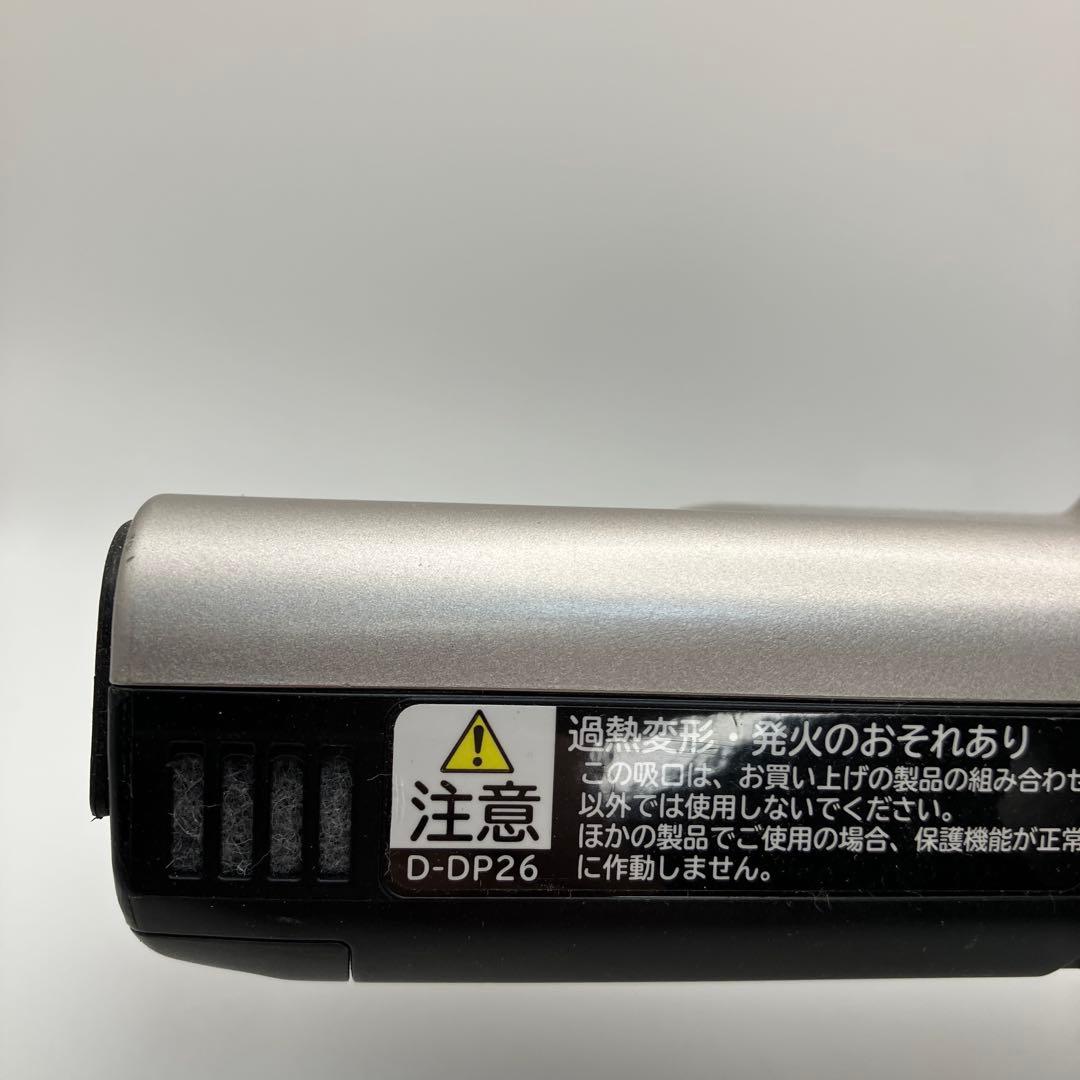 注意
D-DP26
過熱変形・発火のおそれあり
この吸口は、お買い上げの製品の組み合わせ
以外では使用しないでください。
ほかの製品でご使用の場合、保護機能が正常
に作動しません。